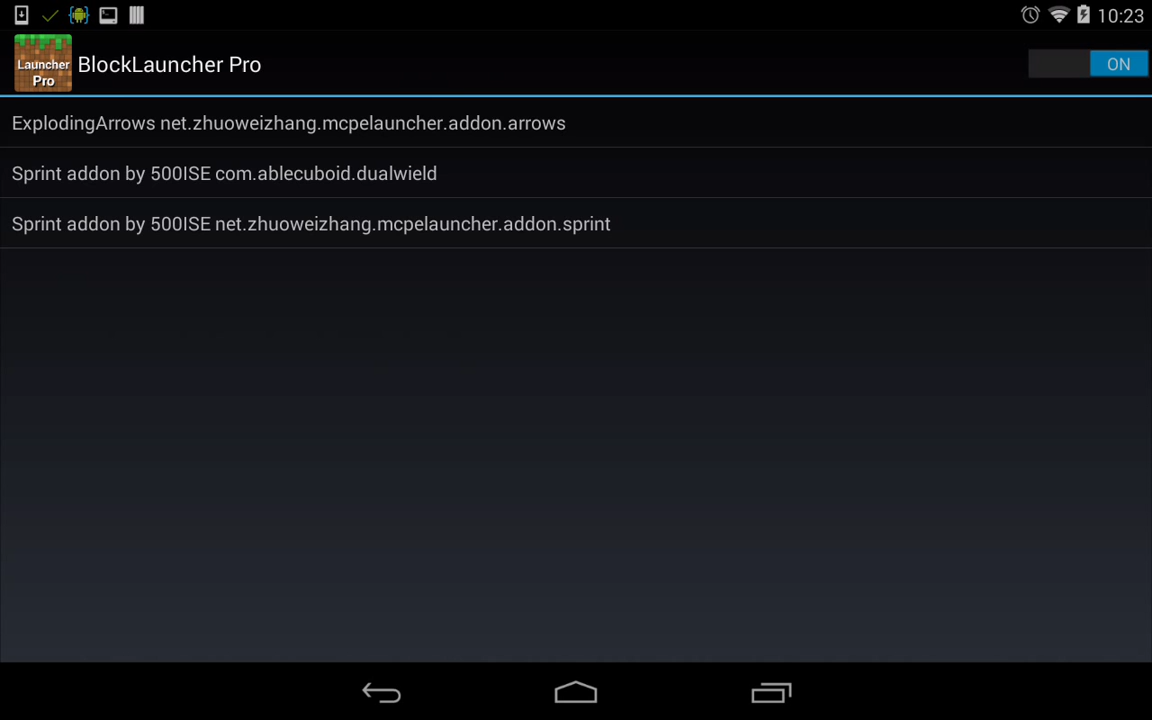 10:23
Launcher
Pro
BlockLauncher Pro
ON
ExplodingArrows net.zhuoweizhang.mcpelauncher.addon.arrows
Sprint addon by 500ISE com.ablecuboid.dualwield
Sprint addon by 500ISE net.zhuoweizhang.mcpelauncher.addon.sprint